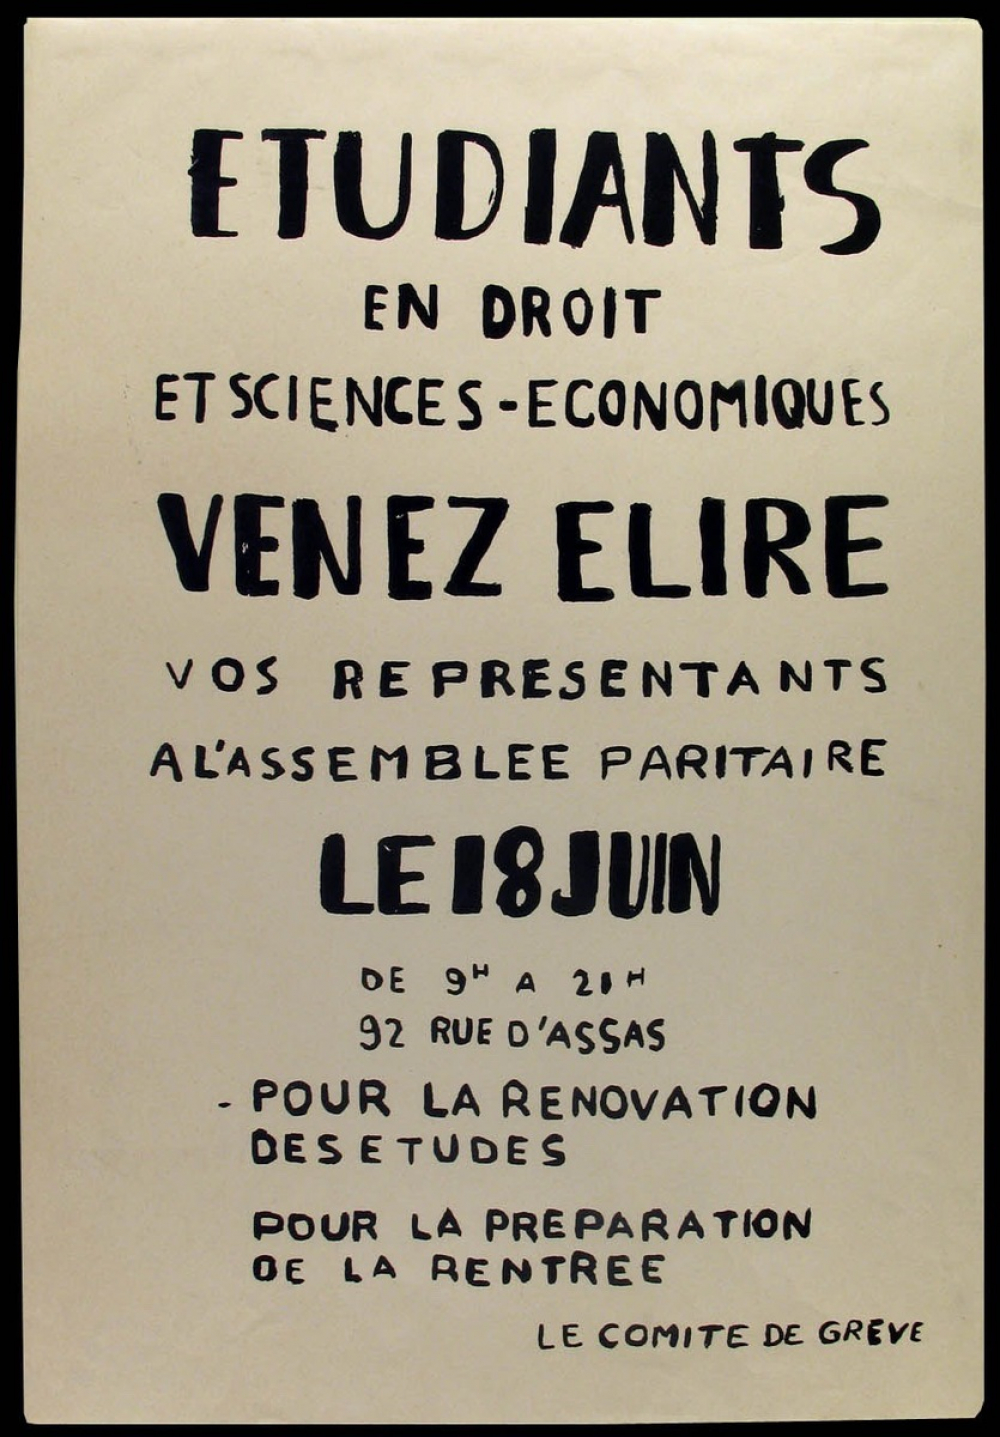 ETUDIANTS
EN DROIT
ET SCIENCES-ECONOMIQUES
VENEZ ELIRE
VOS REPRESENTANTS
A L'ASSEMBLEE PARITAIRE
LE 18 JUIN
DE 9H A 21H
92 RUE D'ASSAS
- POUR LA RENOVATION
DES ETUDES
POUR LA PREPARATION
DE LA RENTREE
LE COMITE DE GREVE